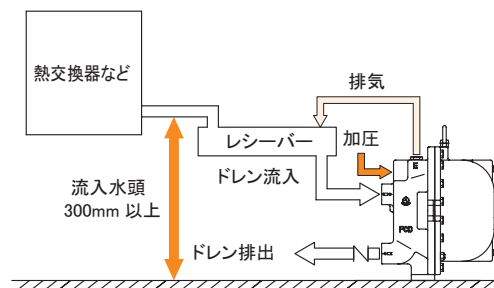 熱交換器など
排気
レシーバー
加圧
ドレン流入
流入水頭
300mm 以上
ドレン排出
PCD